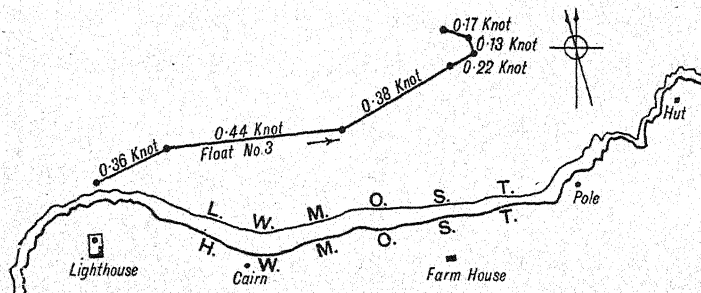 0·17 Knot
0·13 Knot
0·22 Knot
0·38 Knot
0·44 Knot
0·36 Knot
Float No.3
Hut
L. W. M. O. S. T.
H. W. M. O. S. T.
Pole
Lighthouse
Cairn
Farm House